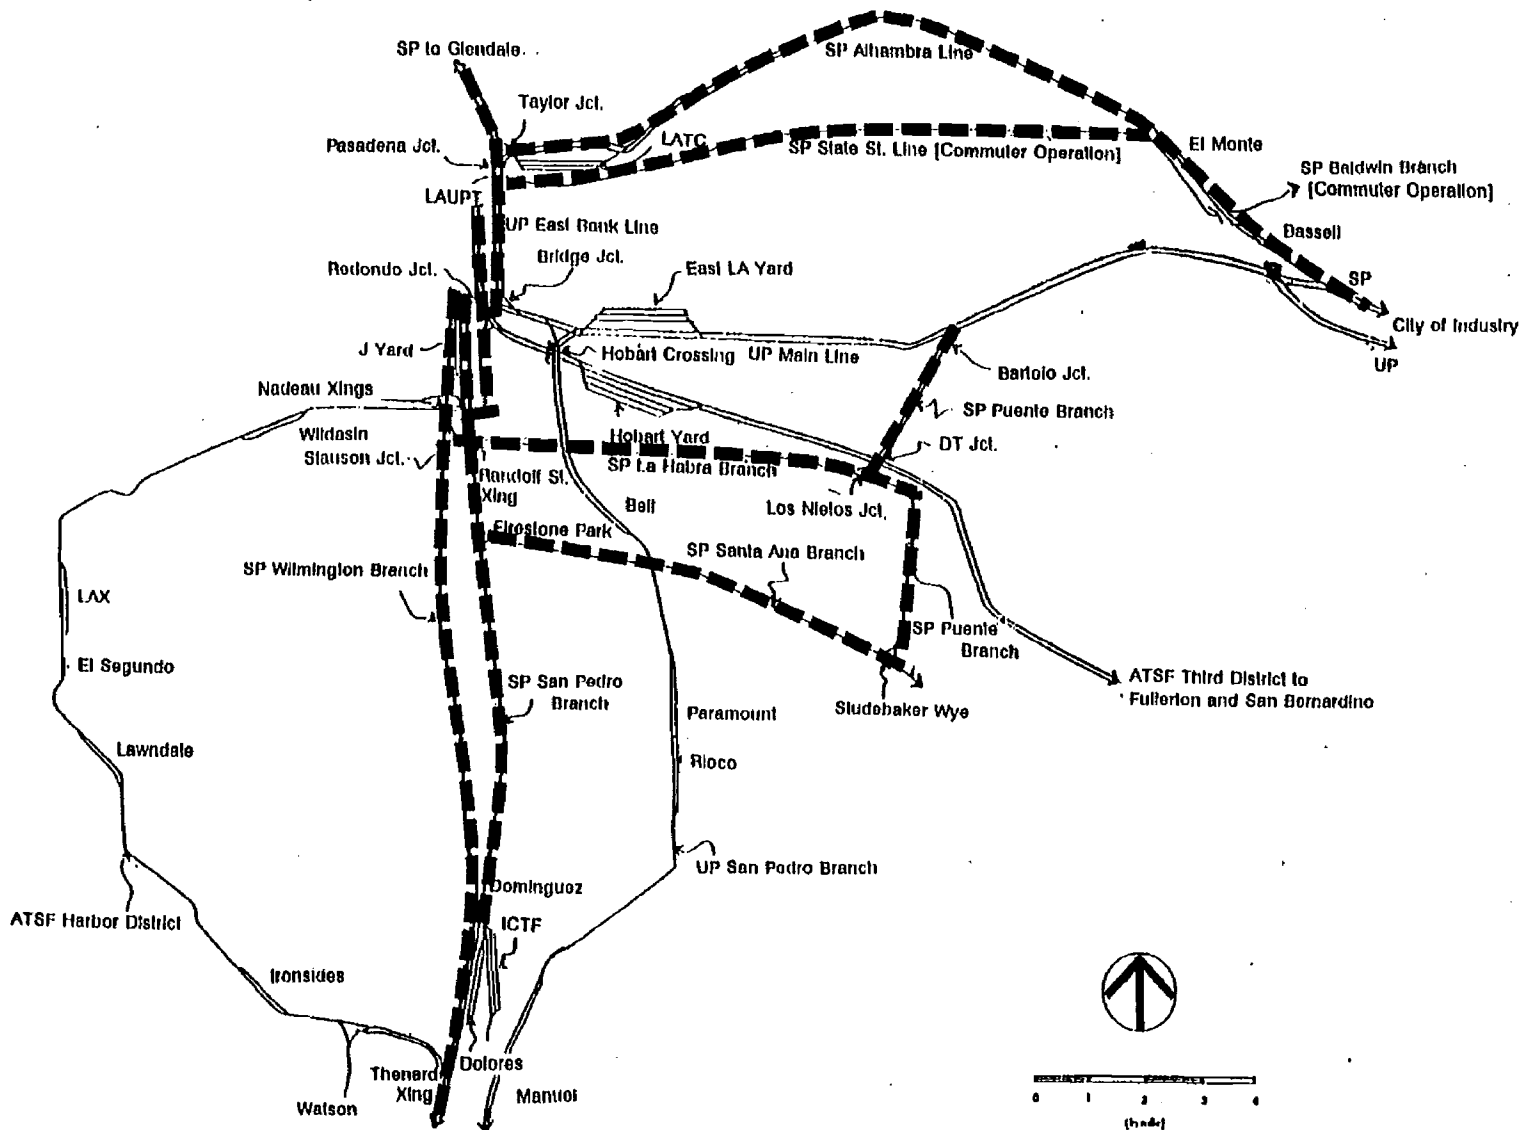 SP to Glendale
SP Alhambra Line
Taylor Jct.
Pasadena Jct.
LATC
SP State St. Line [Commuter Operation]
El Monte
SP Baldwin Branch
[Commuter Operation]
LAUPT
UP East Bank Line
Bassett
Bridge Jct.
Redondo Jct.
East LA Yard
SP
City of Industry
J Yard
Hobart Crossing
UP Main Line
UP
Bartolo Jct.
Nadeau Xings
SP Puente Branch
Wildasin
Hobart Yard
DT Jct.
Slauson Jct.
SP La Habra Branch
Randolf St.
Xing
Bell
Los Nietos Jct.
Firestone Park
SP Santa Ana Branch
SP Wilmington Branch
LAX
SP Puente
Branch
El Segundo
SP San Pedro
Branch
ATSF Third District to
Fullerton and San Bernardino
Studebaker Wye
Paramount
Lawndale
Rioco
UP San Pedro Branch
Dominguez
ICTF
ATSF Harbor District
Ironsides
Dolores
Thenard
Xing
Manuel
Watson
0 1 2 3 4